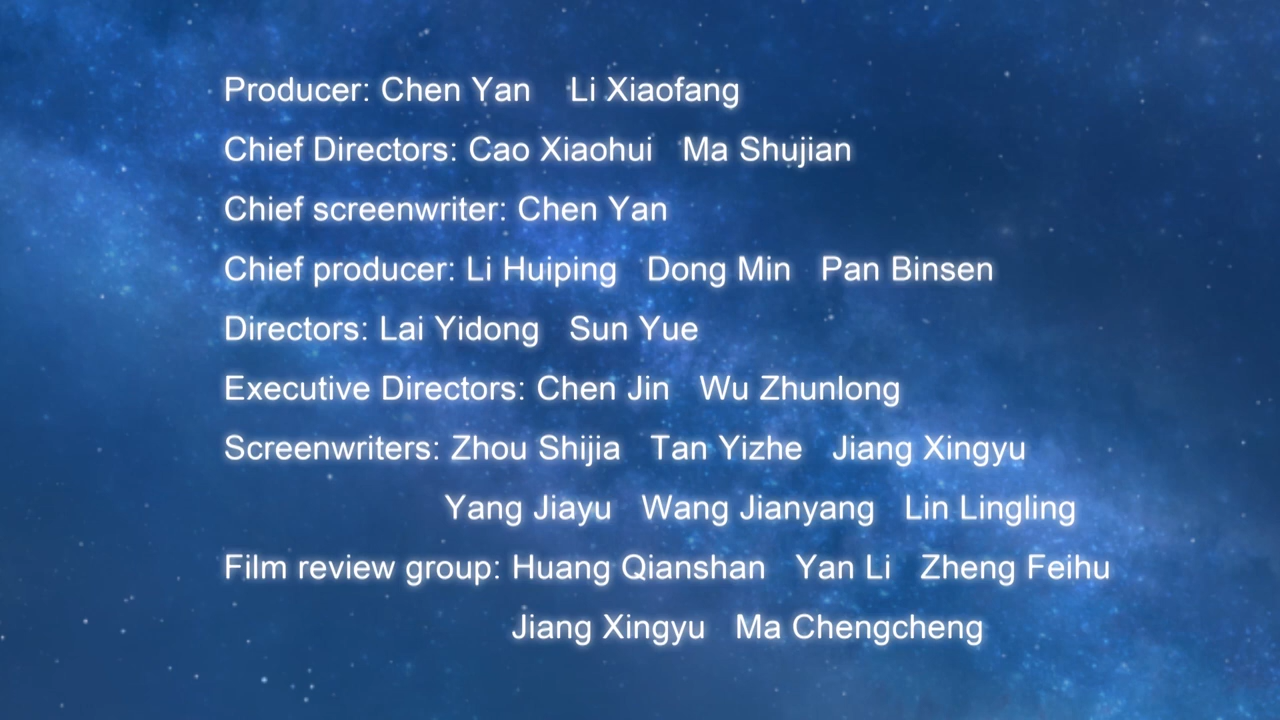 Producer: Chen Yan Li Xiaofang
Chief Directors: Cao Xiaohui Ma Shujian
Chief screenwriter: Chen Yan
Chief producer: Li Huiping Dong Min Pan Binsen
Directors: Lai Yidong Sun Yue
Executive Directors: Chen Jin Wu Zhunlong
Screenwriters: Zhou Shijia Tan Yizhe Jiang Xingyu
Yang Jiayu Wang Jianyang Lin Lingling
Film review group: Huang Qianshan Yan Li Zheng Feihu
Jiang Xingyu Ma Chengcheng